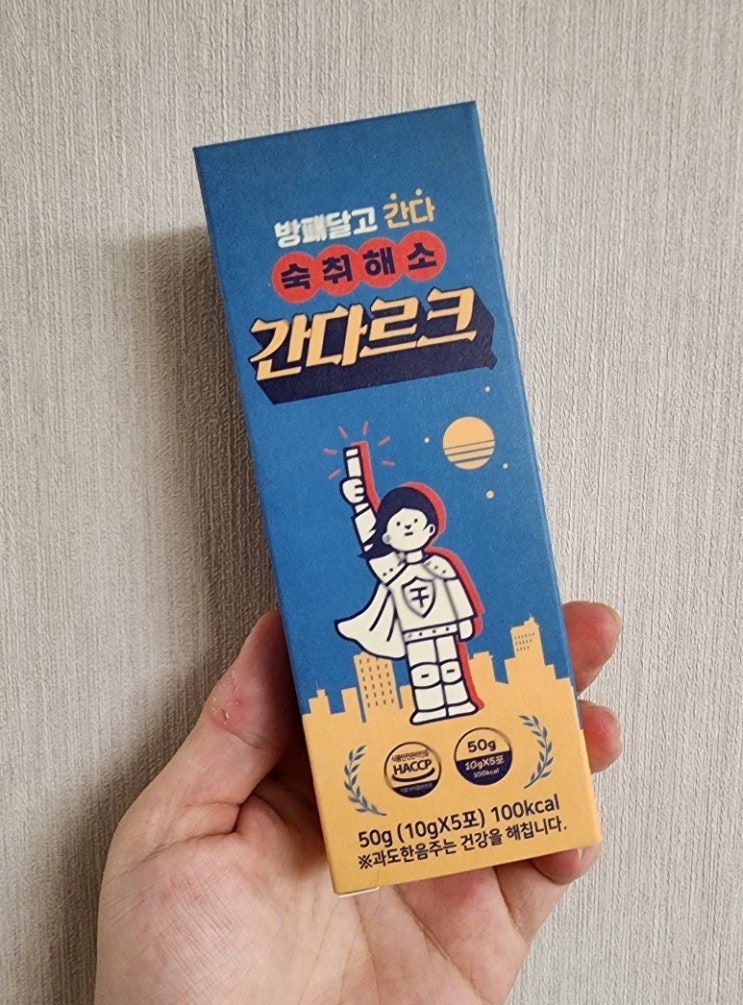 방패달고 간다
숙취해소
간다르크
HACCP
50g
10gX5포
100kcal
50g (10gX5포) 100kcal
※과도한음주는 건강을 해칩니다.